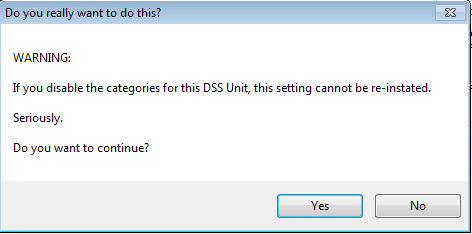 Do you really want to do this?
WARNING:
If you disable the categories for this DSS Unit, this setting cannot be re-instated.
Seriously.
Do you want to continue?
Yes
No